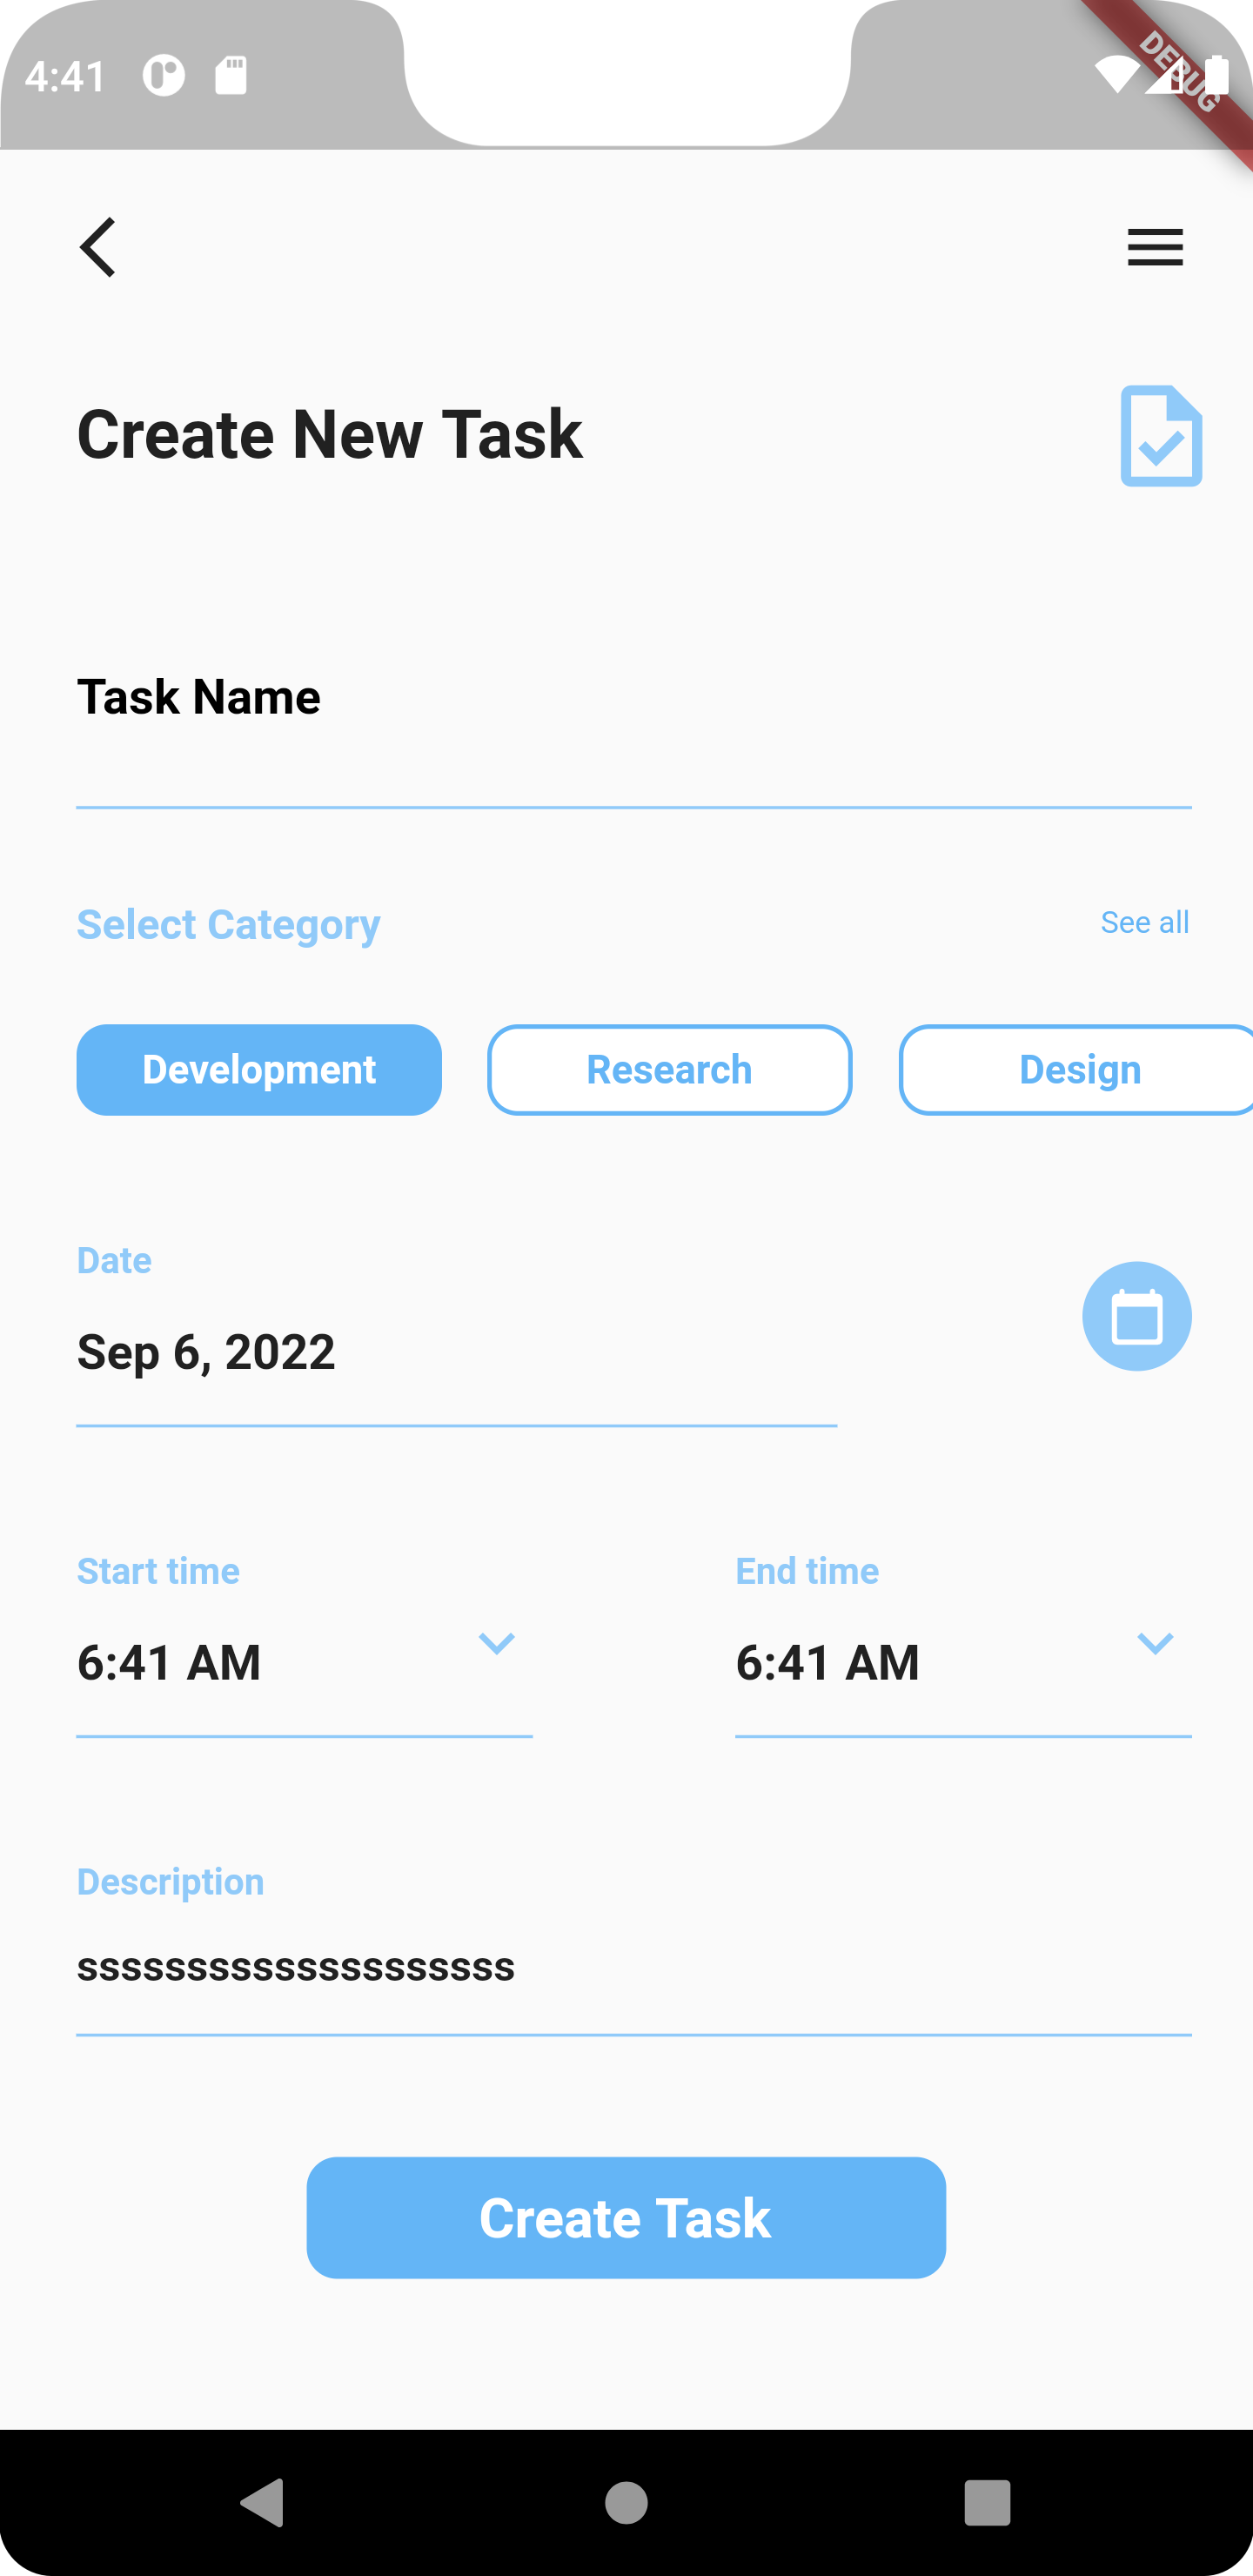 4:41
DEBUG
Create New Task
Task Name
Select Category See all
Development Research Design
Date
Sep 6, 2022
Start time End time
6:41 AM 6:41 AM
Description
ssssssssssssssssssss
Create Task